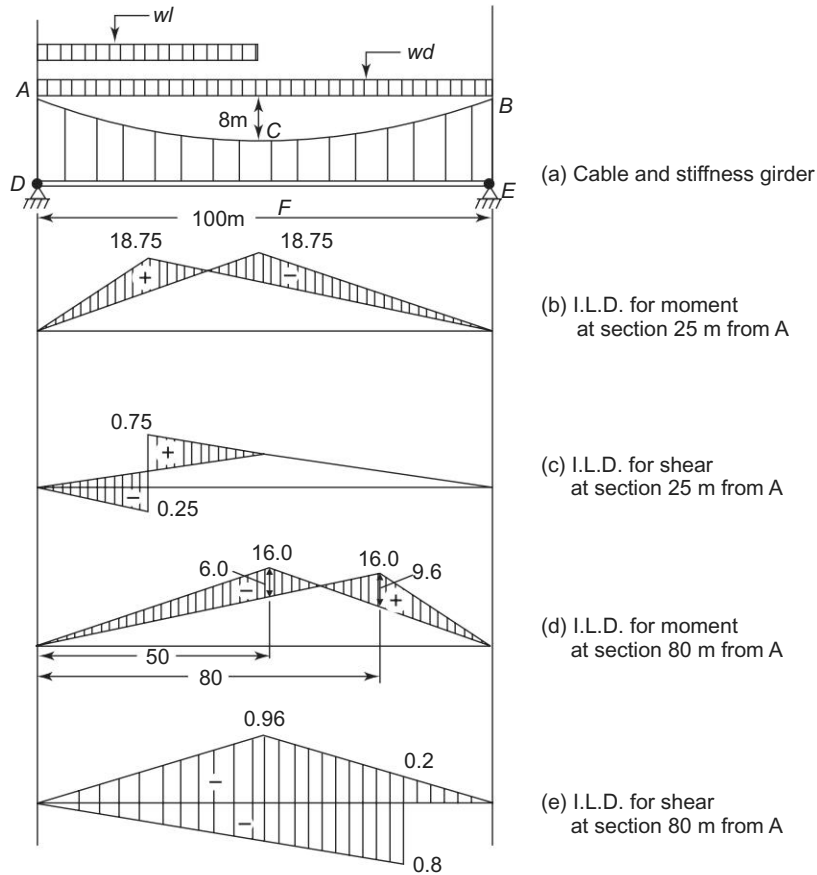 wl
wd
A
B
8m
C
D
E
(a) Cable and stiffness girder
100m
F
18.75
18.75
+
−
(b) I.L.D. for moment
at section 25 m from A
0.75
+
−
0.25
(c) I.L.D. for shear
at section 25 m from A
16.0
16.0
6.0
9.6
−
+
(d) I.L.D. for moment
at section 80 m from A
50
80
0.96
0.2
−
−
(e) I.L.D. for shear
at section 80 m from A
0.8